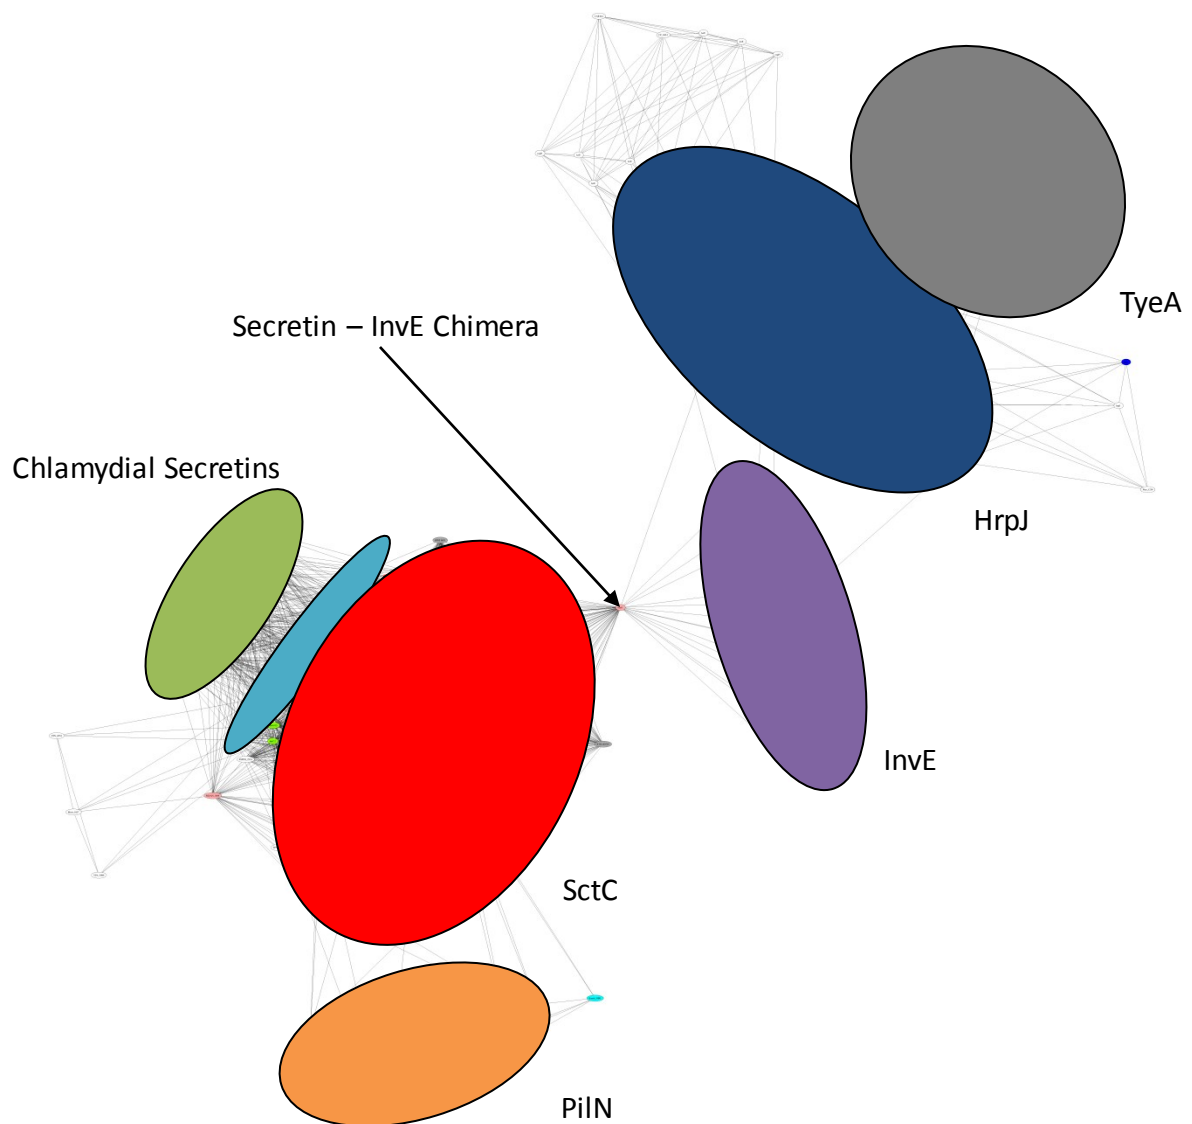 TyeA
Secretin – InvE Chimera
Chlamydial Secretins
HrpJ
InvE
SctC
PilN